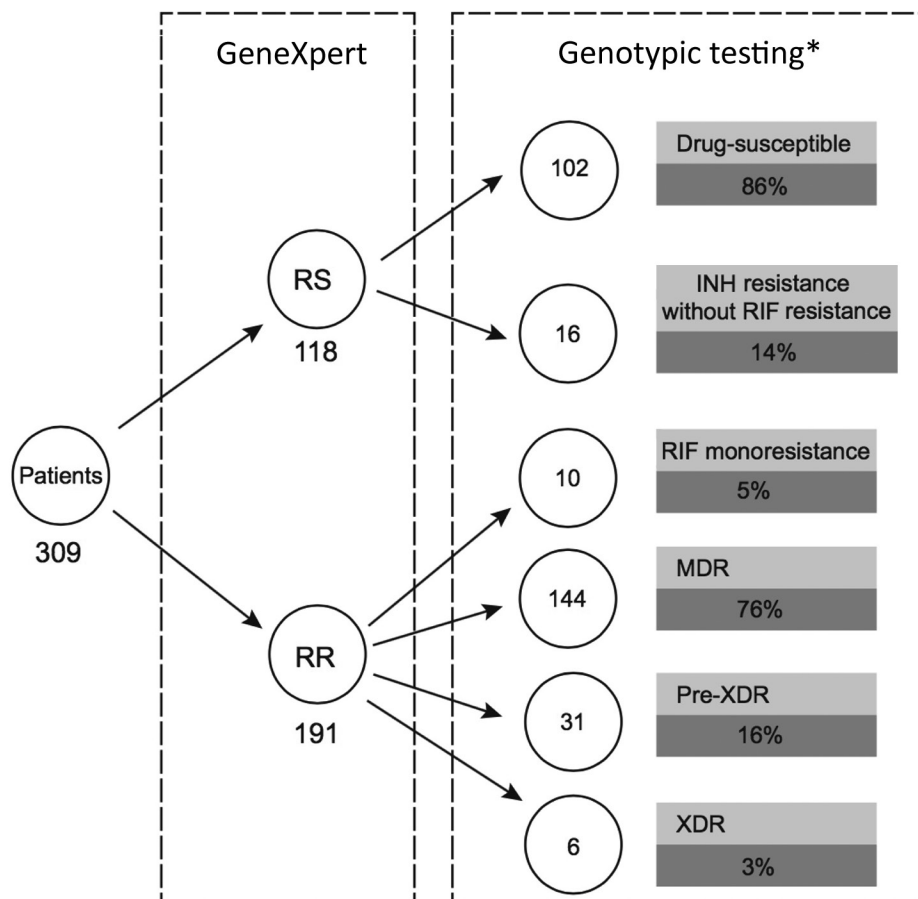 GeneXpert
Genotypic testing*
102
Drug-susceptible
86%
RS
118
16
INH resistance
without RIF resistance
14%
Patients
309
10
RIF monoresistance
5%
144
MDR
76%
RR
191
31
Pre-XDR
16%
6
XDR
3%